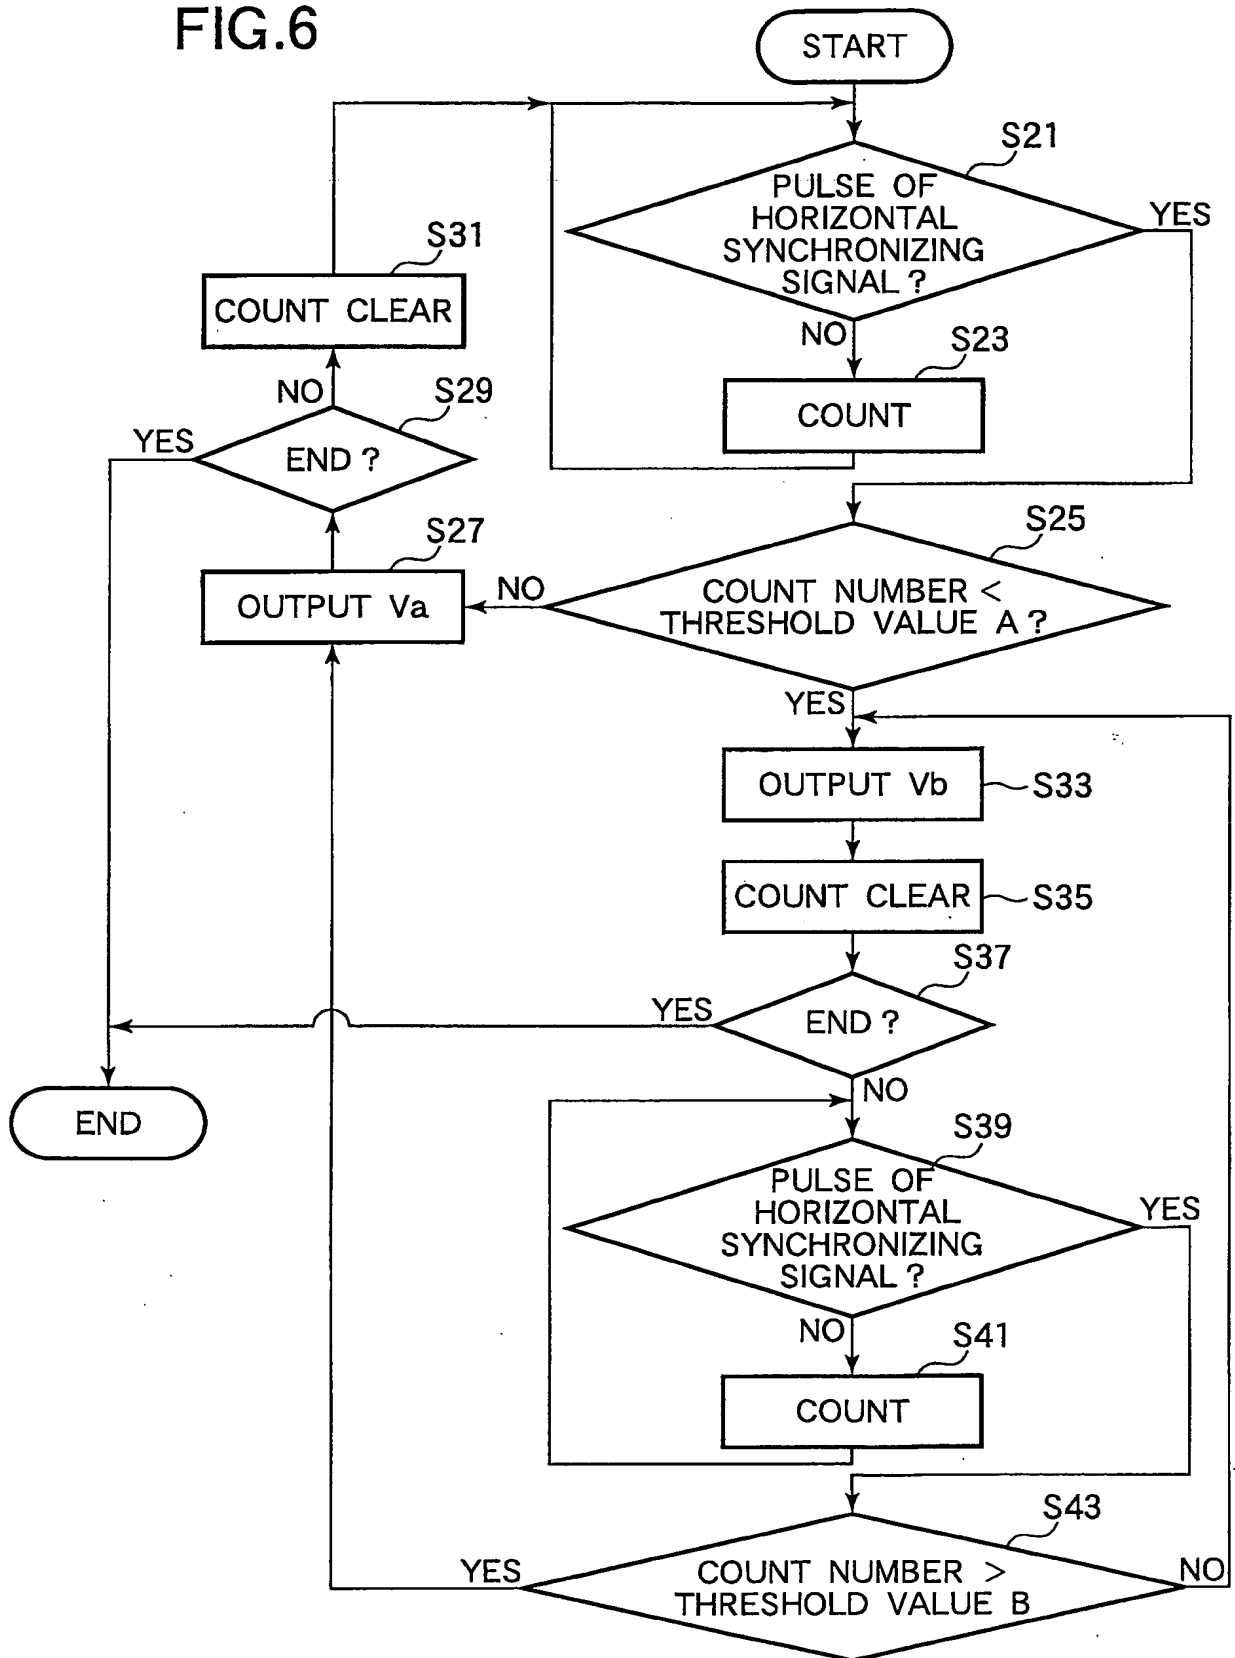 FIG.6
START
S21
PULSE OF
HORIZONTAL
SYNCHRONIZING
SIGNAL ?
YES
NO
S23
COUNT
S31
COUNT CLEAR
NO
S29
YES
END ?
S27
OUTPUT Va
NO
S25
COUNT NUMBER <
THRESHOLD VALUE A ?
YES
OUTPUT Vb
S33
COUNT CLEAR
S35
S37
YES
END ?
NO
END
S39
PULSE OF
HORIZONTAL
SYNCHRONIZING
SIGNAL ?
YES
NO
S41
COUNT
S43
YES
COUNT NUMBER >
THRESHOLD VALUE B
NO